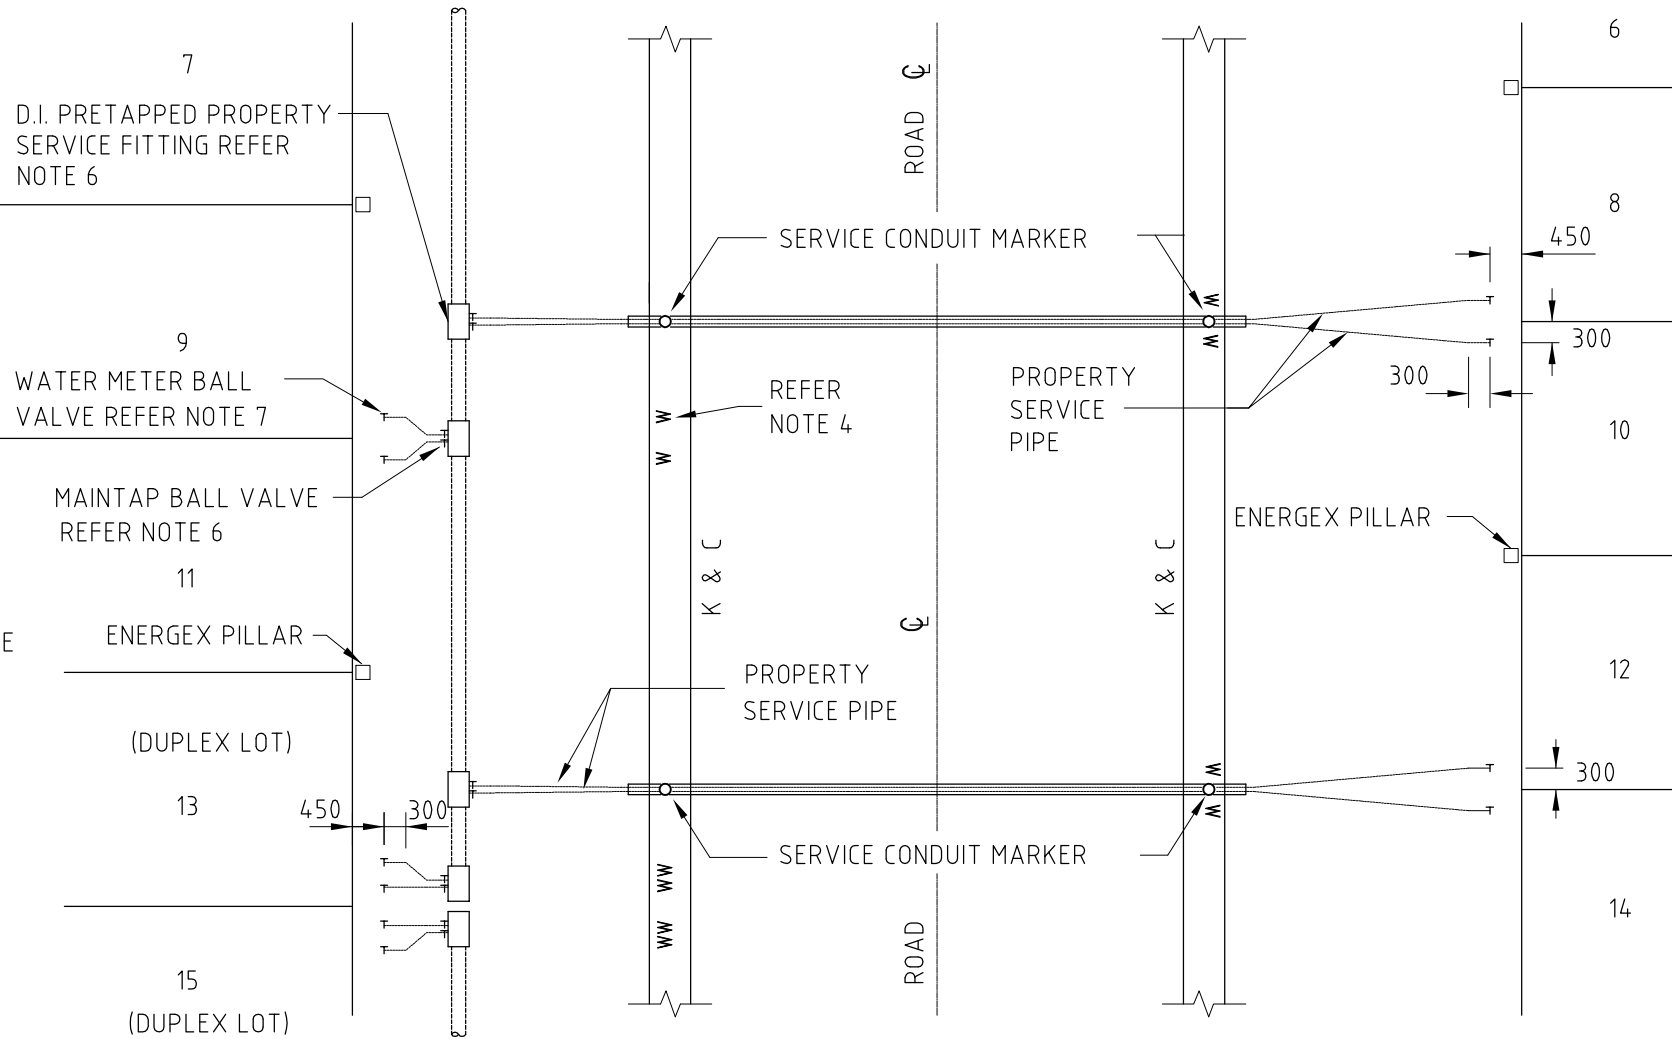 7
D.I. PRETAPPED PROPERTY
SERVICE FITTING REFER
NOTE 6
9
WATER METER BALL
VALVE REFER NOTE 7
MAINTAP BALL VALVE
REFER NOTE 6
11
E
ENERGEX PILLAR
(DUPLEX LOT)
13
450
300
15
(DUPLEX LOT)
ROAD
SERVICE CONDUIT MARKER
W
W
REFER
NOTE 4
W
W
PROPERTY
SERVICE
PIPE
K & C
K & C
PROPERTY
SERVICE PIPE
W
W
SERVICE CONDUIT MARKER
WW
WW
ROAD
6
8
450
300
300
10
ENERGEX PILLAR
12
300
14